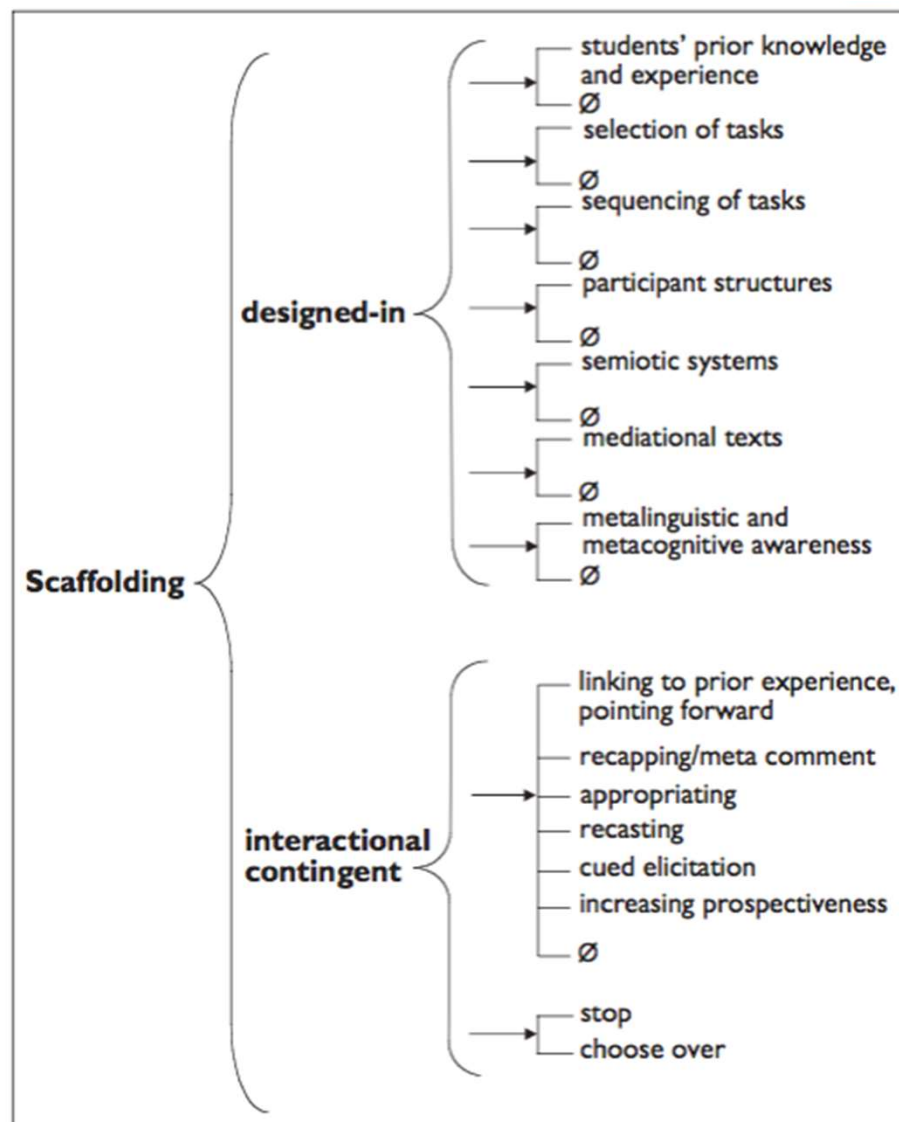 students' prior knowledge
and experience
Ø
selection of tasks
Ø
sequencing of tasks
Ø
participant structures
Ø
semiotic systems
Ø
mediational texts
Ø
metalinguistic and
metacognitive awareness
Ø
designed-in
Scaffolding
linking to prior experience,
pointing forward
recapping/meta comment
appropriating
recasting
cued elicitation
increasing prospectiveness
Ø
interactional
contingent
stop
choose over